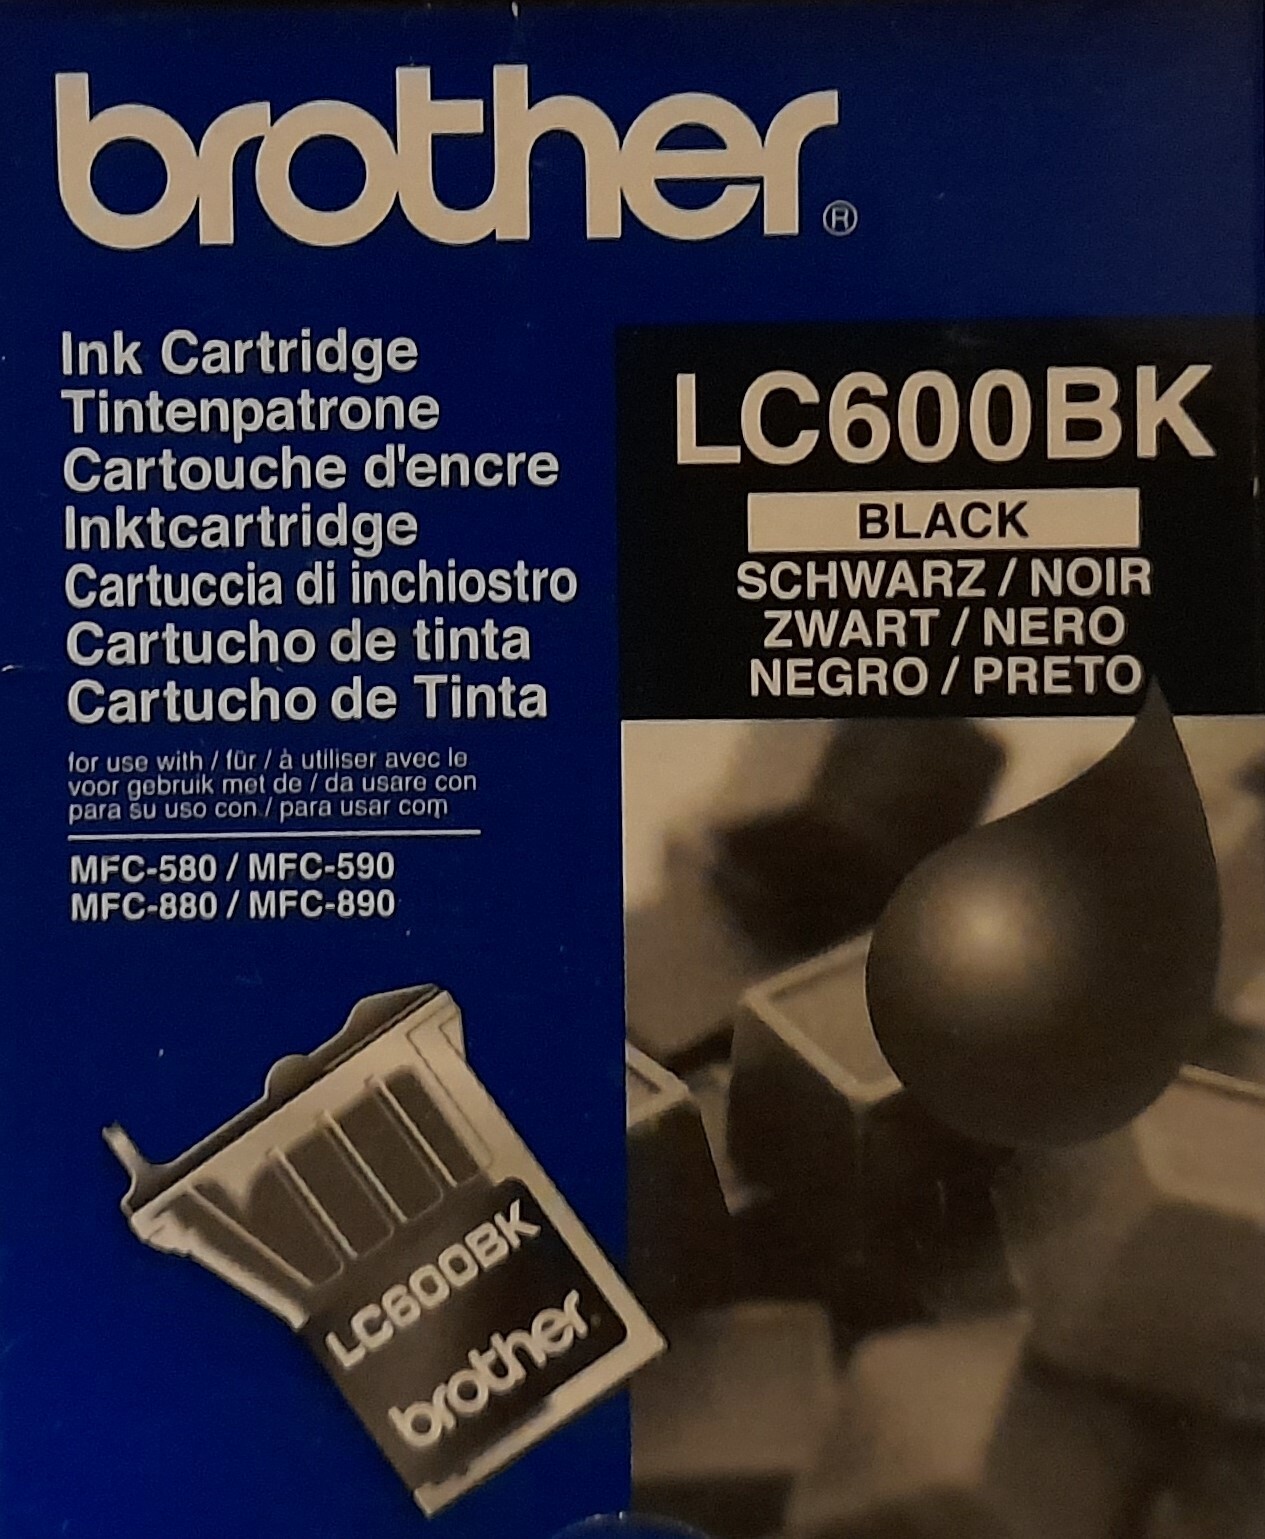 brother®
Ink Cartridge
Tintenpatrone
Cartouche d'encre
Inktcartridge
Cartuccia di inchiostro
Cartucho de tinta
Cartucho de Tinta
for use with / für / à utiliser avec le
voor gebruik met de / da usare con
para su uso con / para usar com
MFC-580 / MFC-590
MFC-880 / MFC-890
LC600BK
BLACK
SCHWARZ / NOIR
ZWART / NERO
NEGRO / PRETO
LC600BK
brother